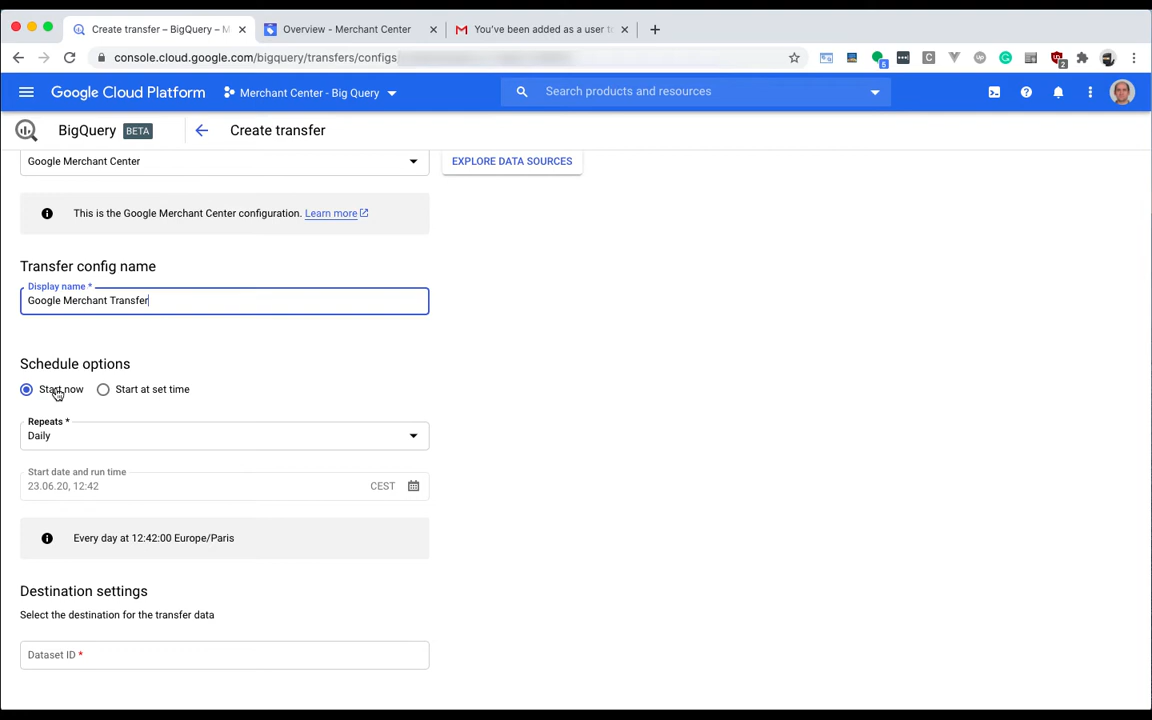 Create transfer – BigQuery – M
Overview - Merchant Center
You've been added as a user to
console.cloud.google.com/bigquery/transfers/configs
5
2
Google Cloud Platform
Merchant Center - Big Query
Search products and resources
BigQuery BETA
Create transfer
Google Merchant Center
EXPLORE DATA SOURCES
This is the Google Merchant Center configuration. Learn more
Transfer config name
Display name *
Google Merchant Transfer
Schedule options
Start now
Start at set time
Repeats *
Daily
Start date and run time
23.06.20, 12:42
CEST
Every day at 12:42:00 Europe/Paris
Destination settings
Select the destination for the transfer data
Dataset ID *